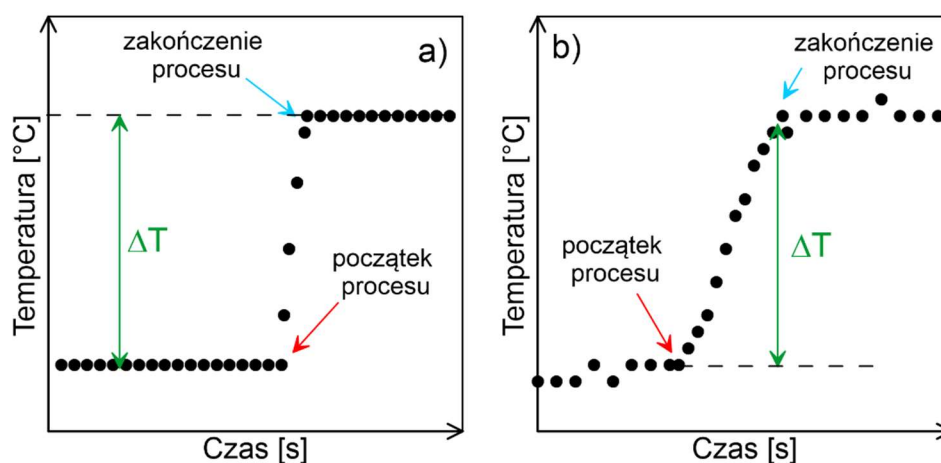 a)
zakończenie
procesu
ΔT
początek
procesu
Temperatura [°C]
Czas [s]
b)
zakończenie
procesu
początek
procesu
ΔT
Temperatura [°C]
Czas [s]